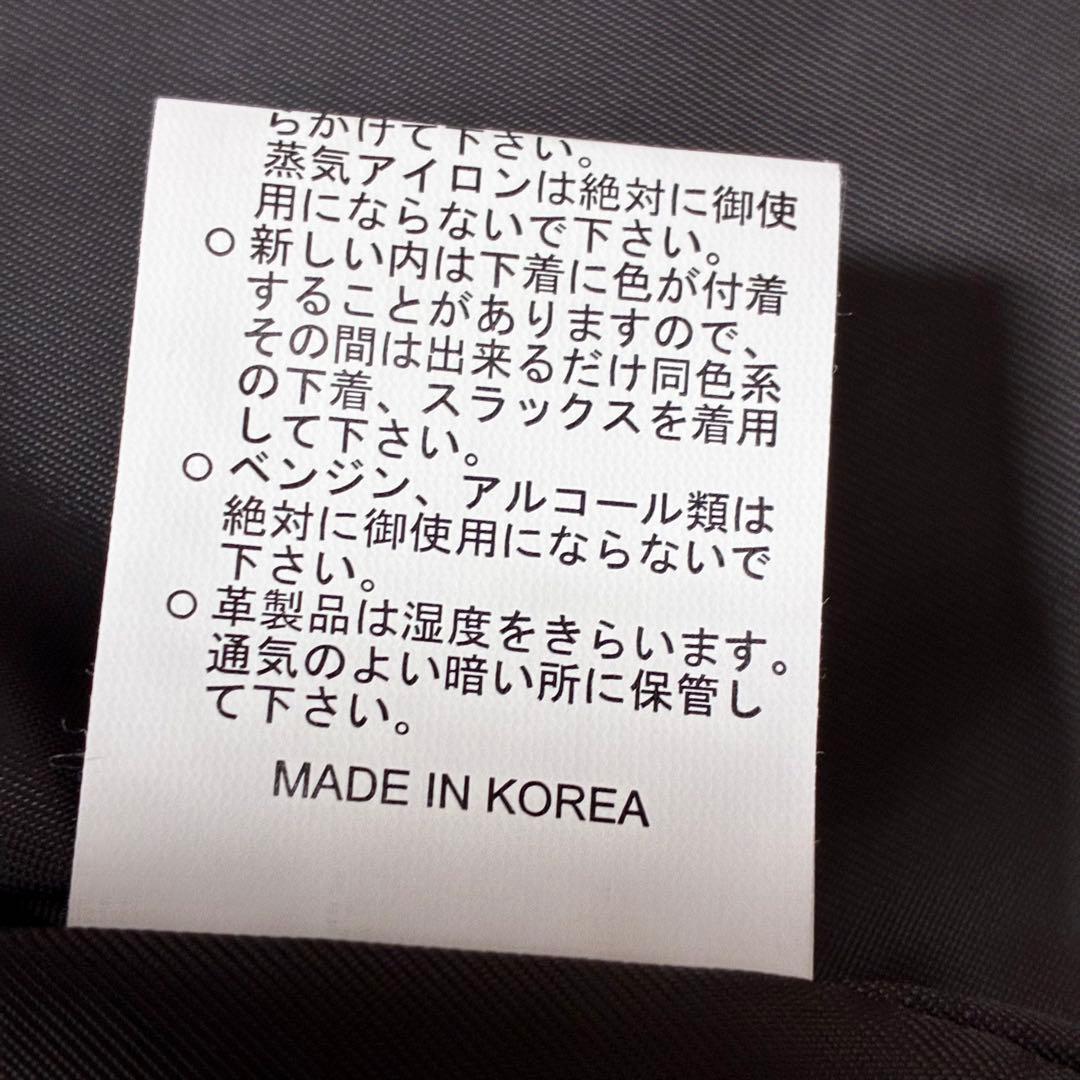 らかけて下さい。
蒸気アイロンは絶対に御使
用にならないで下さい。
○ 新しい内は下着に色が付着
することがありますので、
その間は出来るだけ同色系
の下着、スラックスを着用
して下さい。
○ ベンジン、アルコール類は
絶対に御使用にならないで
下さい。
○ 革製品は湿度をきらいます。
通気のよい暗い所に保管し
て下さい。
MADE IN KOREA